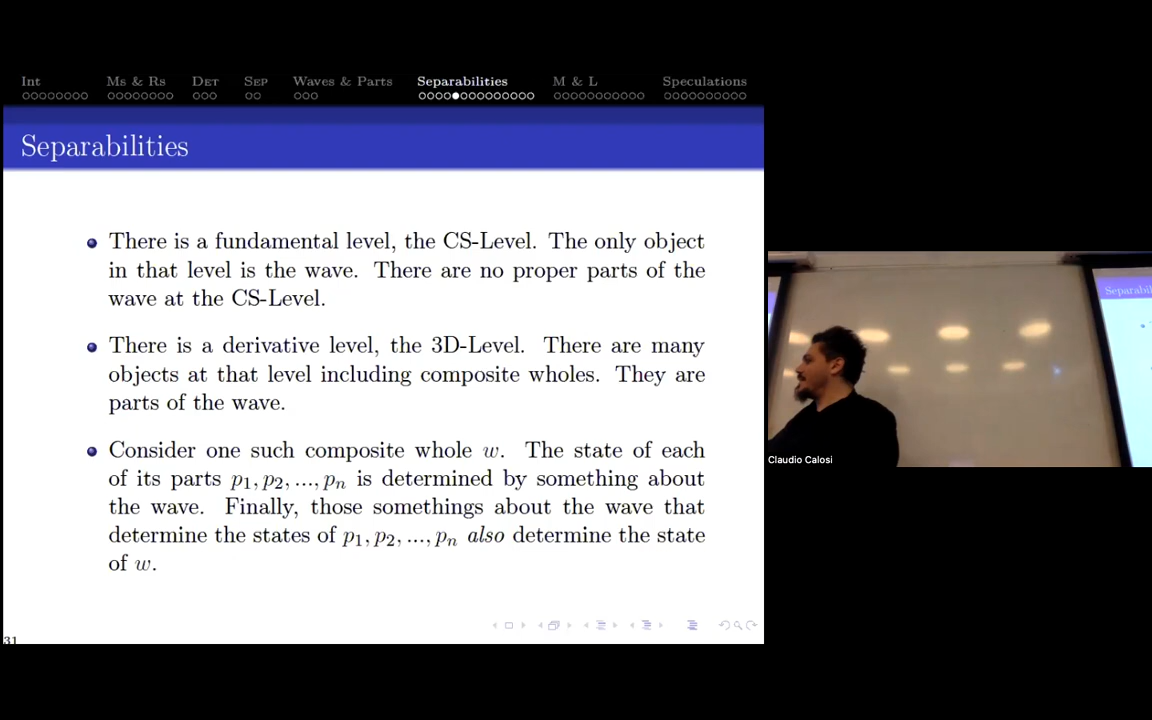 Int Ms & Rs DET SEP Waves & Parts Separabilities M & L Speculations
Separabilities
There is a fundamental level, the CS-Level. The only object
in that level is the wave. There are no proper parts of the
wave at the CS-Level.
There is a derivative level, the 3D-Level. There are many
objects at that level including composite wholes. They are
parts of the wave.
Consider one such composite whole w. The state of each
of its parts p₁, p₂, ..., pₙ is determined by something about
the wave. Finally, those somethings about the wave that
determine the states of p₁, p₂, ..., pₙ also determine the state
of w.
31
Separabil
Claudio Calosi